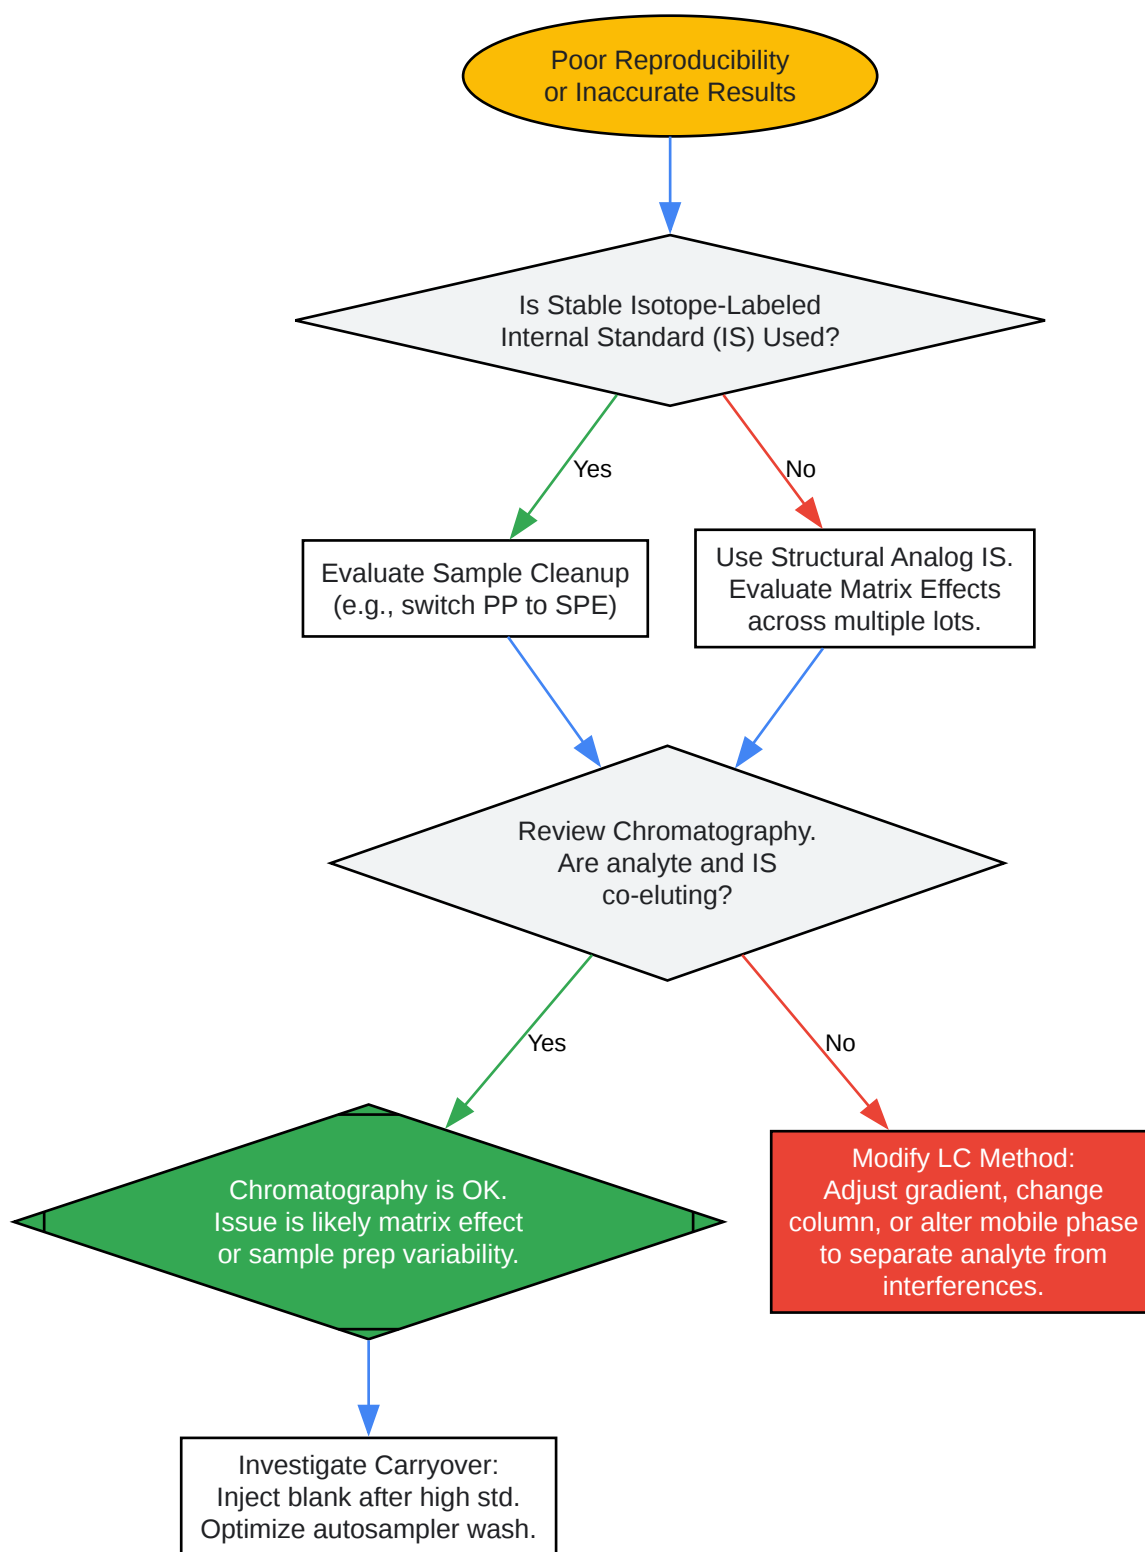 Poor Reproducibility
or Inaccurate Results
Is Stable Isotope-Labeled
Internal Standard (IS) Used?
Yes
No
Evaluate Sample Cleanup
(e.g., switch PP to SPE)
Use Structural Analog IS.
Evaluate Matrix Effects
across multiple lots.
Review Chromatography.
Are analyte and IS
co-eluting?
Yes
No
Chromatography is OK.
Issue is likely matrix effect
or sample prep variability.
Modify LC Method:
Adjust gradient, change
column, or alter mobile phase
to separate analyte from
interferences.
Investigate Carryover:
Inject blank after high std.
Optimize autosampler wash.